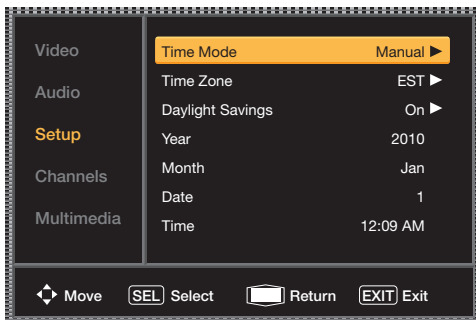 Video
Audio
Setup
Channels
Multimedia
Time Mode Manual
Time Zone EST
Daylight Savings On
Year 2010
Month Jan
Date 1
Time 12:09 AM
Move SEL Select Return EXIT Exit